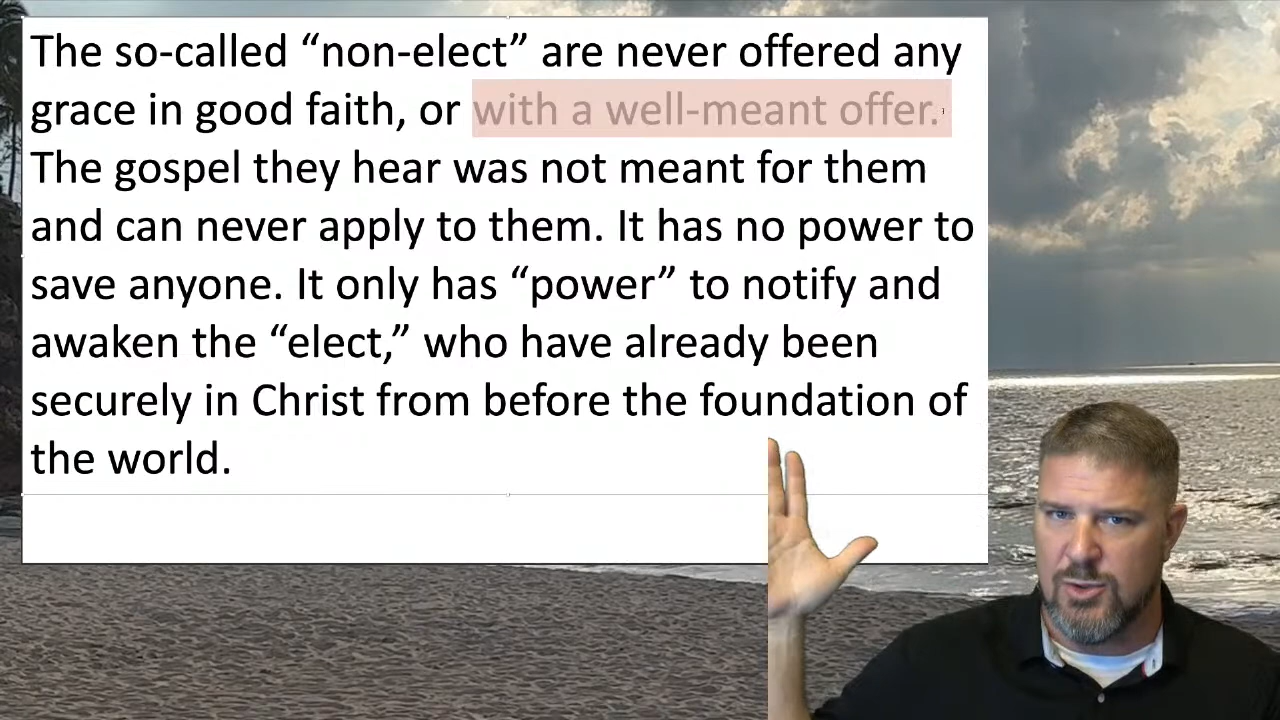 The so-called “non-elect” are never offered any
grace in good faith, or with a well-meant offer.
The gospel they hear was not meant for them
and can never apply to them. It has no power to
save anyone. It only has “power” to notify and
awaken the “elect,” who have already been
securely in Christ from before the foundation of
the world.